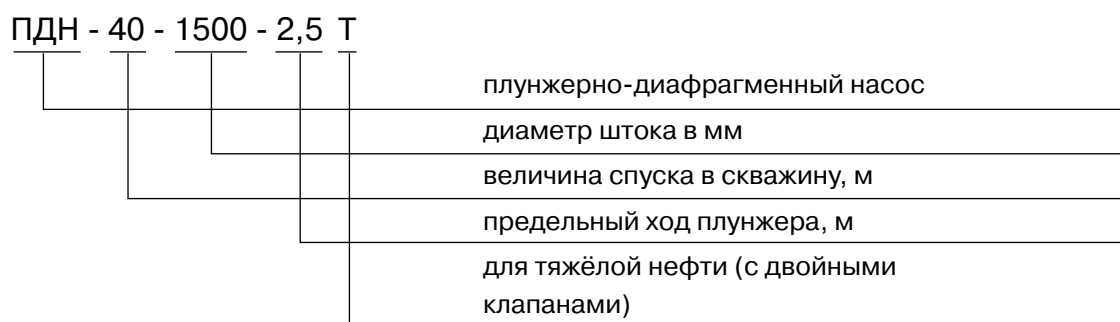 ПДН - 40 - 1500 - 2,5 Т
плунжерно-диафрагменный насос
диаметр штока в мм
величина спуска в скважину, м
предельный ход плунжера, м
для тяжёлой нефти (с двойными
клапанами)